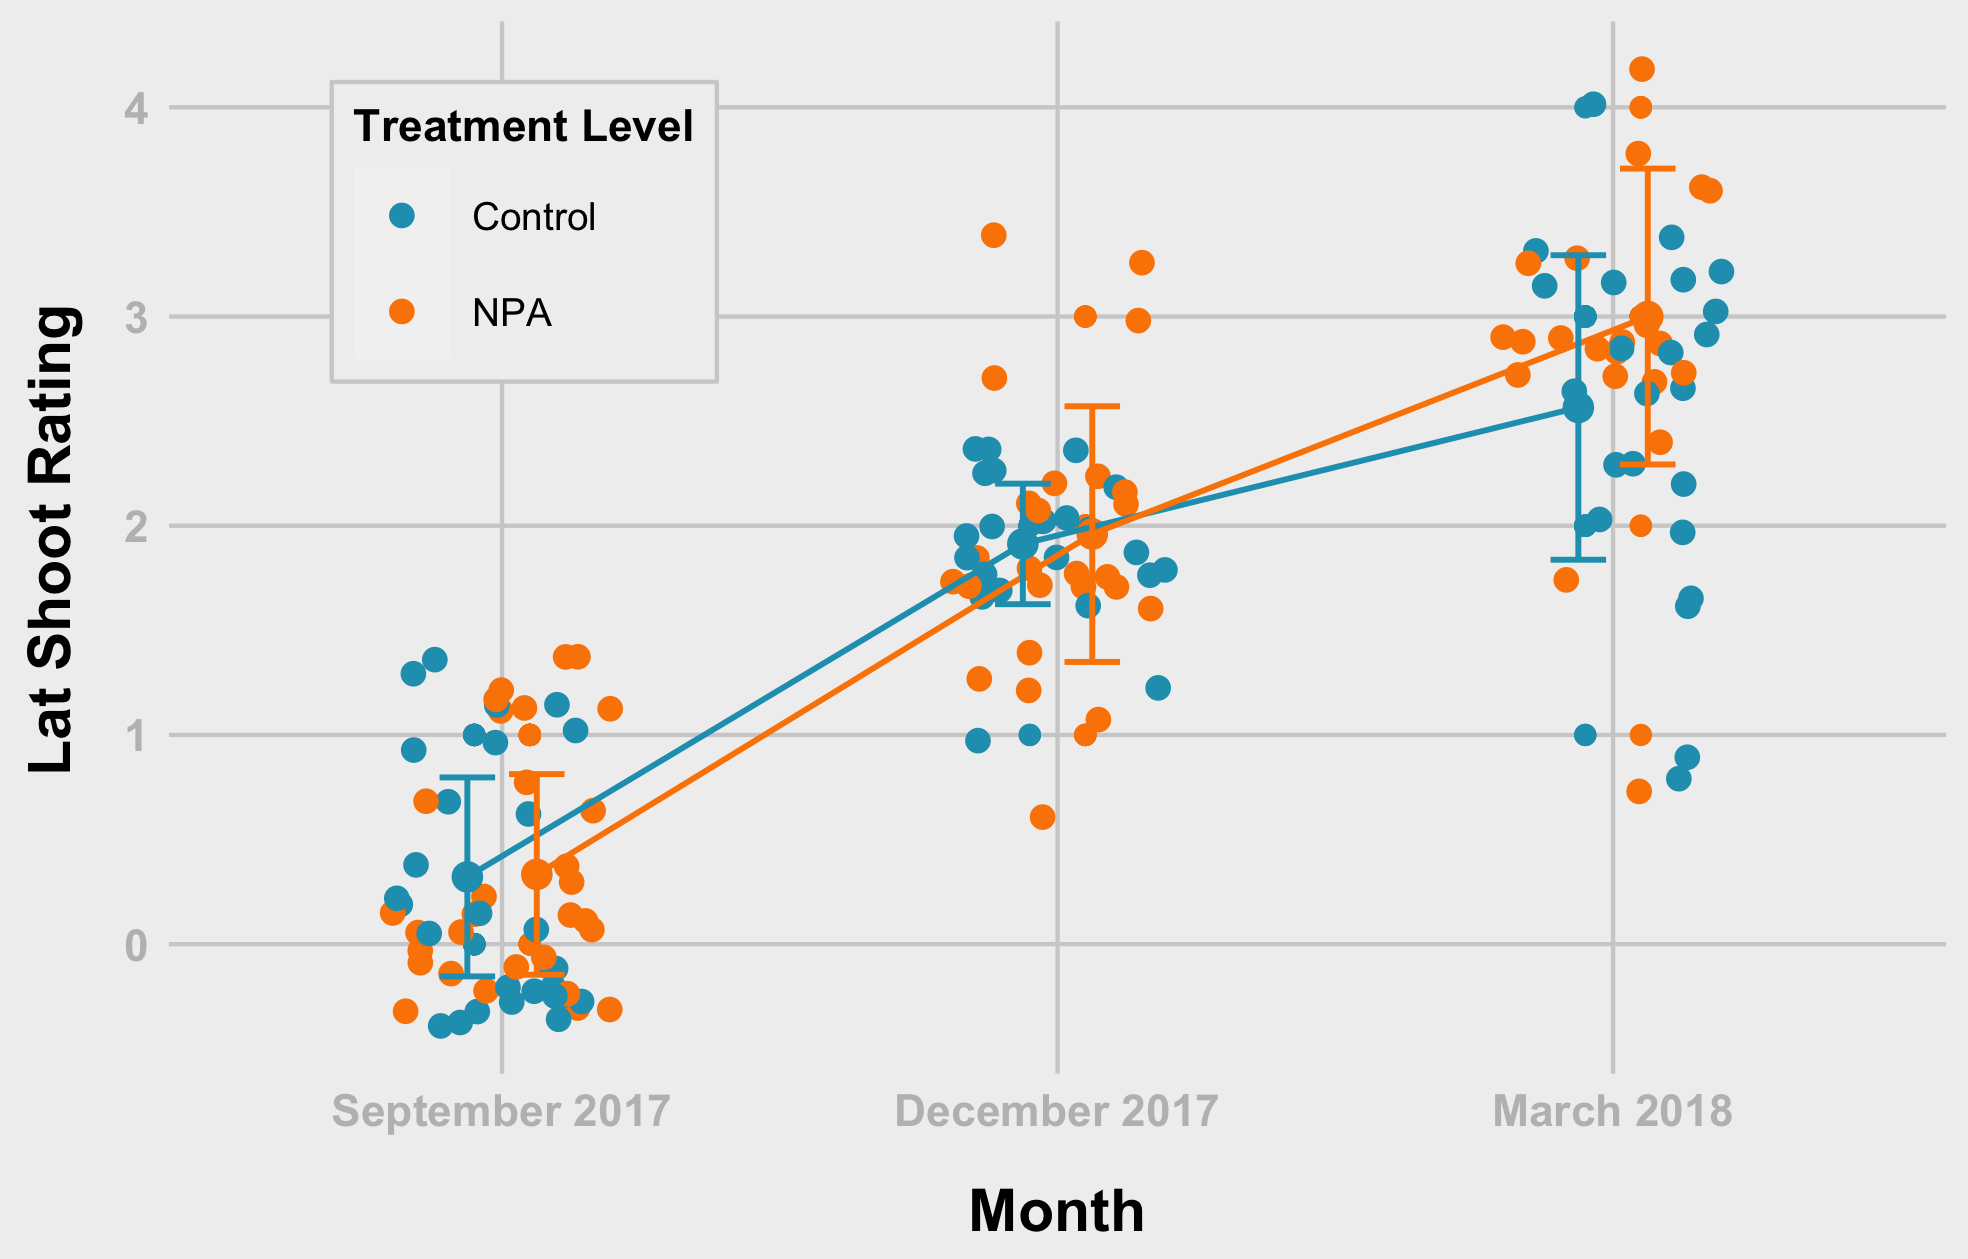 Treatment Level
Control
NPA
Lat Shoot Rating
4
3
2
1
0
September 2017
December 2017
March 2018
Month